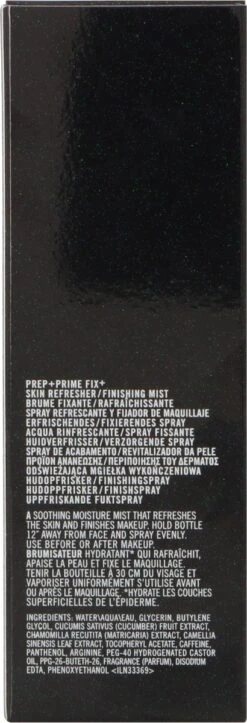 PREP+PRIME FIX+
SKIN REFRESHER/FINISHING MIST
BRUME FIXANTE/RAFRAÎCHISSANTE
SPRAY REFRESCANTE Y FIJADOR DE MAQUILLAJE
ERFRISCHENDES/FIXIERENDES SPRAY
ACQUA RINFRESCANTE/SPRAY FISSANTE
HUIDVERFRISSER/VERZORGENDE SPRAY
SPRAY DE ACABAMENTO/REVITALIZADOR DA PELE
ΠΡΟΪΟΝ ΑΝΑΝΕΩΣΗΣ/ΠΕΡΙΠΟΙΗΣΗΣ ΤΟΥ ΔΕΡΜΑΤΟΣ
ODŚWIEŻAJĄCA MGIEŁKA WYKOŃCZENIOWA
HUDOPFRISKER/FINISHINGSPRAY
HUDOPPFRISKER/FINISHSPRAY
UPPFRISKANDE FUKTSPRAY
A SOOTHING MOISTURE MIST THAT REFRESHES
THE SKIN AND FINISHES MAKEUP. HOLD BOTTLE
12" AWAY FROM FACE AND SPRAY EVENLY.
USE BEFORE OR AFTER MAKEUP.
BRUMISATEUR HYDRATANT* QUI RAFRAÎCHIT,
APAISE LA PEAU ET FIXE LE MAQUILLAGE.
TENIR LA BOUTEILLE À 30 CM DU VISAGE ET
VAPORISER UNIFORMÉMENT S'UTILISE AVANT
OU APRÈS LE MAQUILLAGE. *HYDRATE LES COUCHES
SUPERFICIELLES DE L'ÉPIDERME.
INGREDIENTS: WATER\AQUA\EAU, GLYCERIN, BUTYLENE
GLYCOL, CUCUMIS SATIVUS (CUCUMBER) FRUIT EXTRACT,
CHAMOMILLA RECUTITA (MATRICARIA) EXTRACT, CAMELLIA
SINENSIS LEAF EXTRACT, TOCOPHERYL ACETATE, CAFFEINE,
PANTHENOL, ARGININE, PEG-40 HYDROGENATED CASTOR
OIL, PPG-26-BUTETH-26, FRAGRANCE (PARFUM), DISODIUM
EDTA, PHENOXYETHANOL <ILN33369>